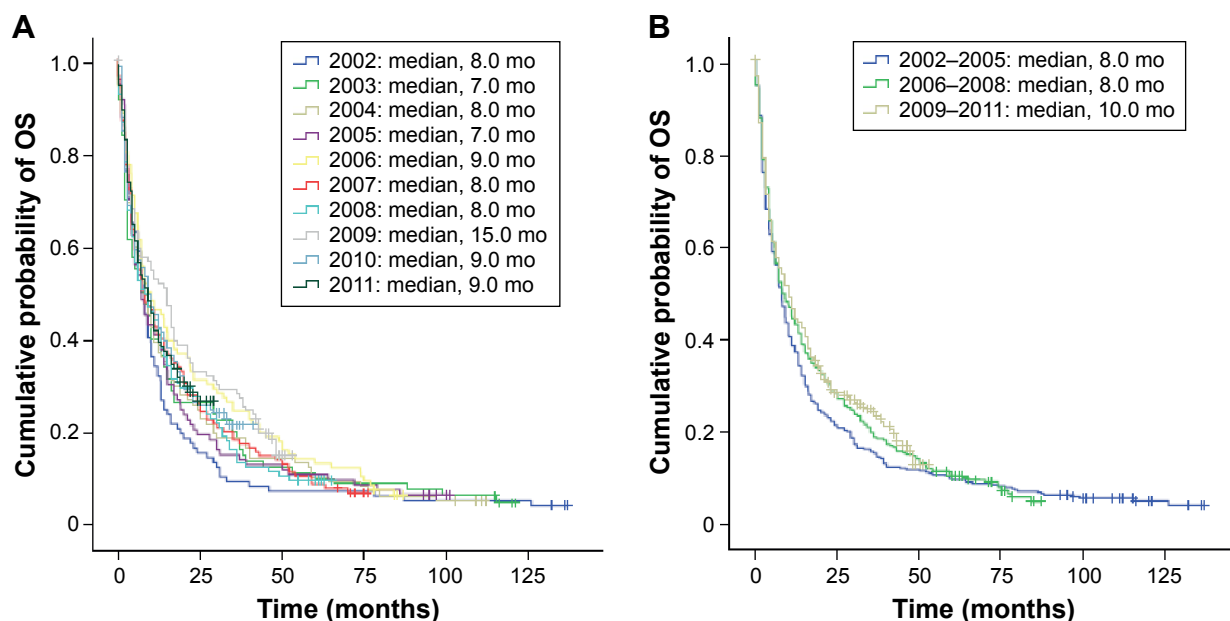 A
Cumulative probability of OS
1.0
0.8
0.6
0.4
0.2
0
2002: median, 8.0 mo
2003: median, 7.0 mo
2004: median, 8.0 mo
2005: median, 7.0 mo
2006: median, 9.0 mo
2007: median, 8.0 mo
2008: median, 8.0 mo
2009: median, 15.0 mo
2010: median, 9.0 mo
2011: median, 9.0 mo
0 25 50 75 100 125
Time (months)
B
Cumulative probability of OS
1.0
0.8
0.6
0.4
0.2
0
2002–2005: median, 8.0 mo
2006–2008: median, 8.0 mo
2009–2011: median, 10.0 mo
0 25 50 75 100 125
Time (months)